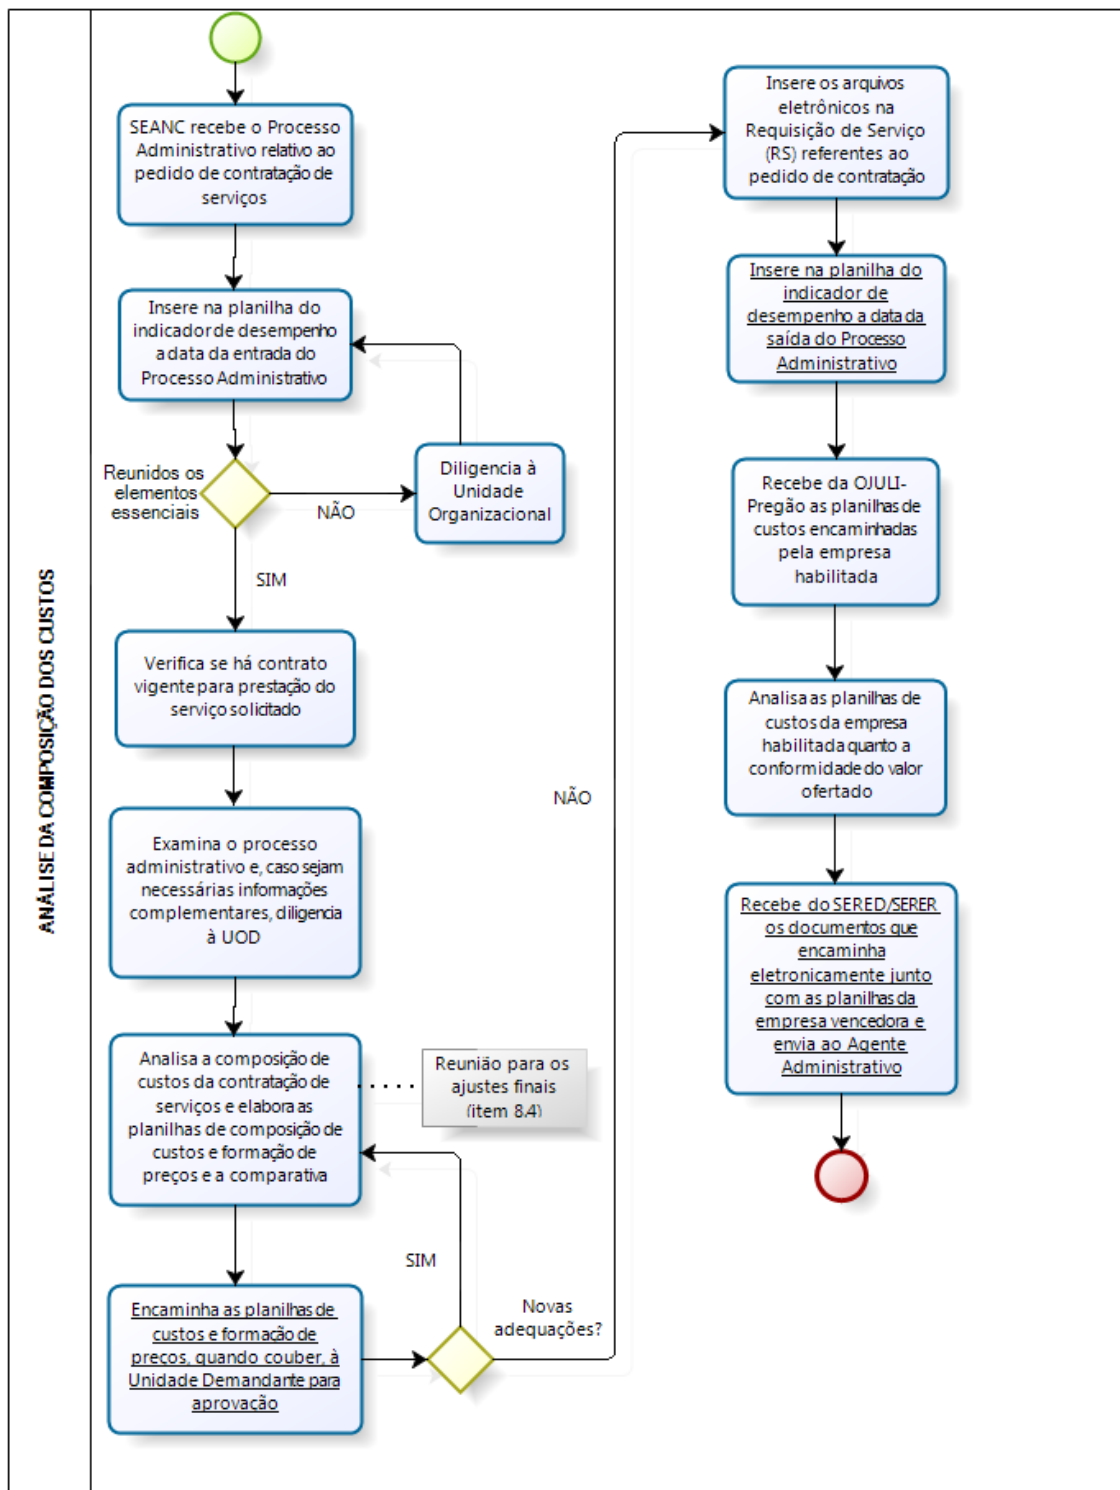 ANÁLISE DA COMPOSIÇÃO DOS CUSTOS
SEANC recebe o Processo
Administrativo relativo ao
pedido de contratação de
serviços
Insere na planilha do
indicador de desempenho
a data da entrada do
Processo Administrativo
Reunidos os
elementos
essenciais
NÃO
Diligencia à
Unidade
Organizacional
SIM
Verifica se há contrato
vigente para prestação do
serviço solicitado
Examina o processo
administrativo e, caso sejam
necessárias informações
complementares, diligencia
à UOD
Analisa a composição de
custos da contratação de
serviços e elabora as
planilhas de composição de
custos e formação de
preços e a comparativa
Reunião para os
ajustes finais
(item 8.4)
SIM
Encaminha as planilhas de
custos e formação de
preços, quando couber, à
Unidade Demandante para
aprovação
Novas
adequações?
NÃO
Insere os arquivos
eletrônicos na
Requisição de Serviço
(RS) referentes ao
pedido de contratação
Insere na planilha do
indicador de
desempenho a data da
saída do Processo
Administrativo
Recebe da OJULI-
Pregão as planilhas de
custos encaminhadas
pela empresa
habilitada
Analisa as planilhas de
custos da empresa
habilitada quanto a
conformidade do valor
ofertado
Recebe do SERED/SERER
os documentos que
encaminha
eletronicamente junto
com as planilhas da
empresa vencedora e
envia ao Agente
Administrativo